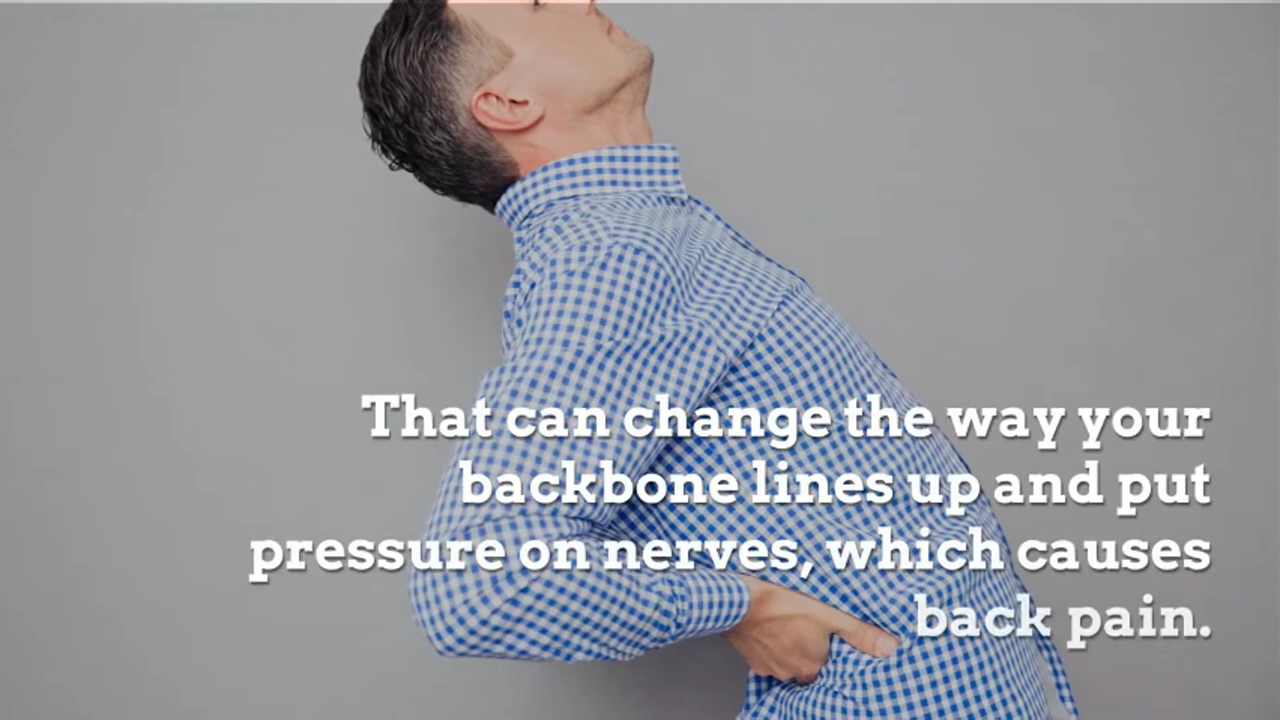 That can change the way your
backbone lines up and put
pressure on nerves, which causes
back pain.